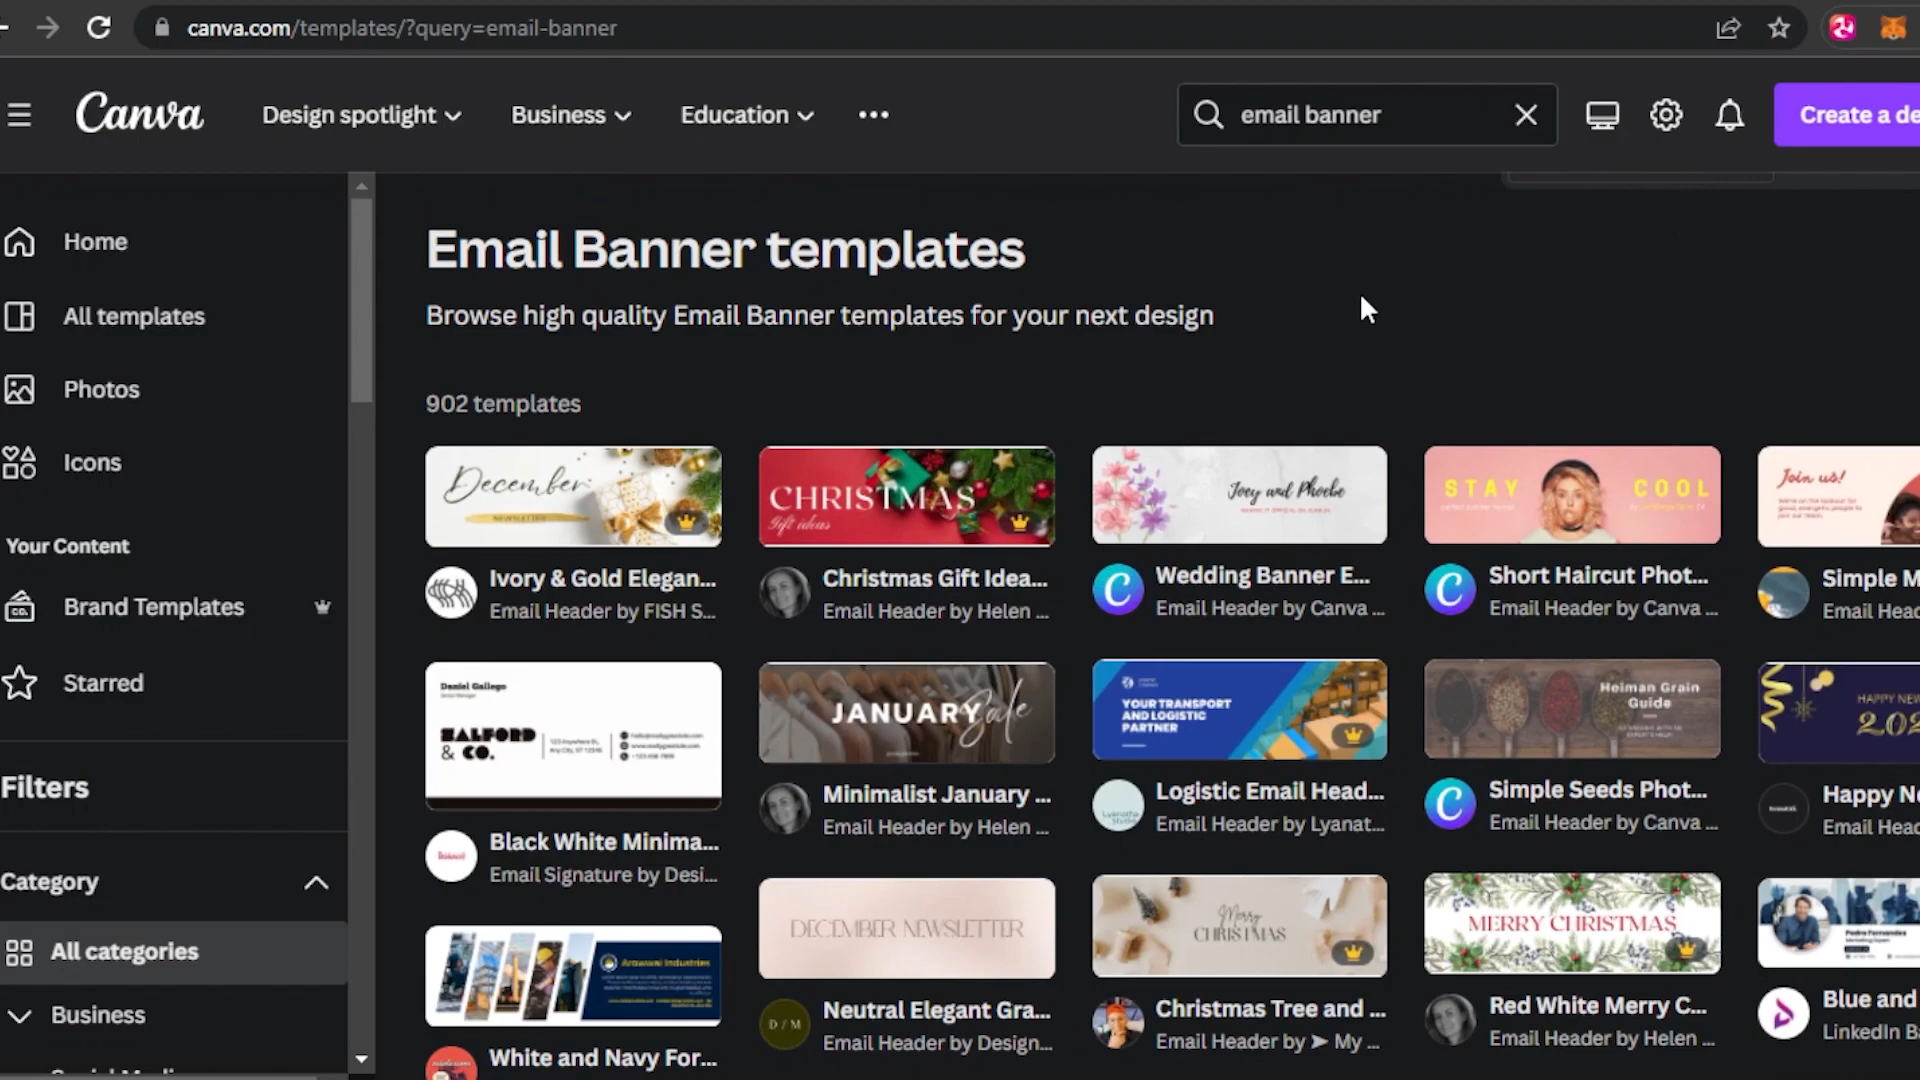 canva.com/templates/?query=email-banner
Canva
Design spotlight
Business
Education
email banner
Create a de
Home
All templates
Photos
Icons
Your Content
Brand Templates
Starred
Filters
Category
All categories
Business
Email Banner templates
Browse high quality Email Banner templates for your next design
902 templates
December
NEWSLETTER
Ivory & Gold Elegan...
Email Header by FISH S...
CHRISTMAS
Gift ideas
Christmas Gift Idea...
Email Header by Helen ...
Joey and Phoebe
Wedding Banner E...
Email Header by Canva ...
STAY COOL
Short Haircut Phot...
Email Header by Canva ...
Join us!
Simple M
Email Head
Daniel Gallego
HALFORD
& CO.
Black White Minima...
Email Signature by Desi...
JANUARY Sale
Minimalist January ...
Email Header by Helen ...
YOUR TRANSPORT
AND LOGISTIC
PARTNER
Logistic Email Head...
Email Header by Lyanat...
Heiman Grain
Guide
Simple Seeds Phot...
Email Header by Canva ...
HAPPY NEW
202
Happy Ne
Email Head
Arowwai Industries
White and Navy For...
DECEMBER NEWSLETTER
D / M
Neutral Elegant Gra...
Email Header by Design...
Merry
CHRISTMAS
Christmas Tree and ...
Email Header by ➤ My ...
MERRY CHRISTMAS
Red White Merry C...
Email Header by Helen ...
Pedro Fernandes
Blue and
LinkedIn Ba